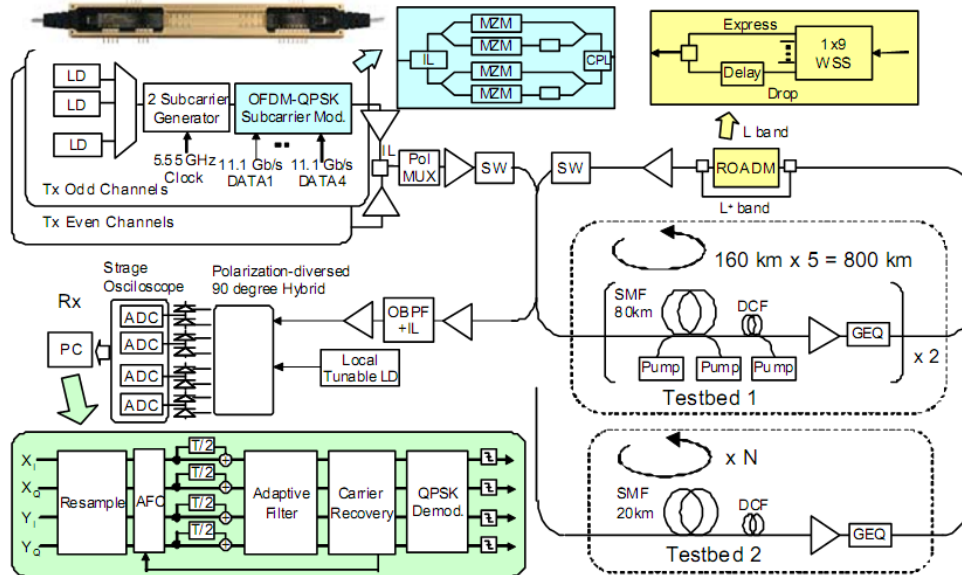 LD
LD
LD
2 Subcarrier
Generator
OFDM-QPSK
Subcarrier Mod.
5.55 GHz
Clock
11.1 Gb/s
DATA1
11.1 Gb/s
DATA4
Tx Odd Channels
Tx Even Channels
IL
MZM
MZM
MZM
MZM
CPL
IL
Pol
MUX
SW
SW
Express
1x9
WSS
Delay
Drop
L band
ROADM
L+ band
160 km x 5 = 800 km
SMF
80km
DCF
Pump
Pump
Pump
GEQ
x 2
Testbed 1
x N
SMF
20km
DCF
GEQ
Testbed 2
Strage
Osciloscope
Polarization-diversed
90 degree Hybrid
Rx
PC
ADC
ADC
ADC
ADC
OBPF
+IL
Local
Tunable LD
XI
XQ
YI
YQ
Resample
AFC
T/2
T/2
T/2
T/2
Adaptive
Filter
Carrier
Recovery
QPSK
Demod.